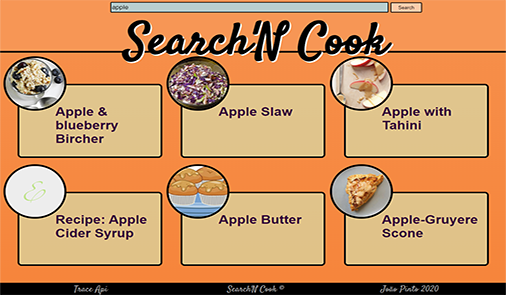 apple
Search
Search'N Cook
Apple &
blueberry
Bircher
Apple Slaw
Apple with
Tahini
Recipe: Apple
Cider Syrup
Apple Butter
Apple-Gruyere
Scone
Trace Api
Search'N Cook ©
João Pinto 2020